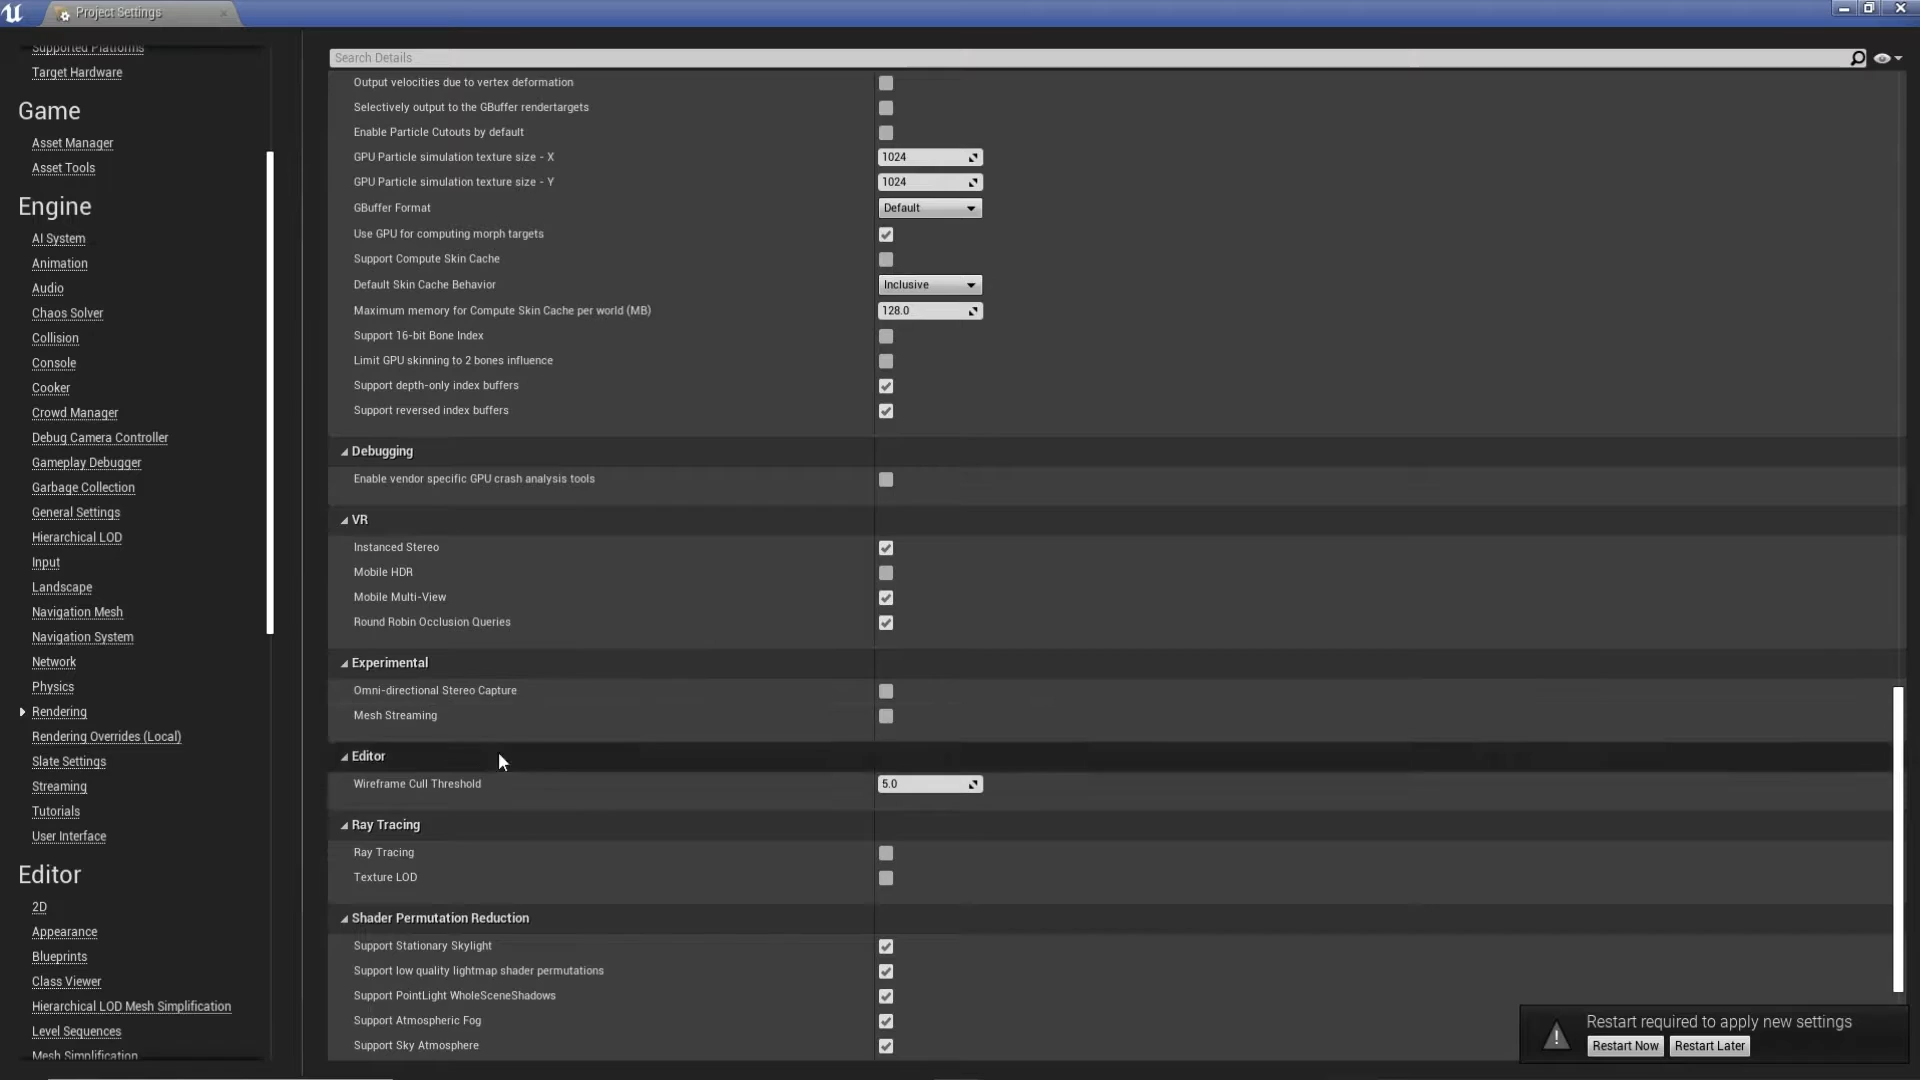 Project Settings
Supported Platforms
Target Hardware
Game
Asset Manager
Asset Tools
Engine
AI System
Animation
Audio
Chaos Solver
Collision
Console
Cooker
Crowd Manager
Debug Camera Controller
Gameplay Debugger
Garbage Collection
General Settings
Hierarchical LOD
Input
Landscape
Navigation Mesh
Navigation System
Network
Physics
Rendering
Rendering Overrides (Local)
Slate Settings
Streaming
Tutorials
User Interface
Editor
2D
Appearance
Blueprints
Class Viewer
Hierarchical LOD Mesh Simplification
Level Sequences
Mesh Simplification
Search Details
Output velocities due to vertex deformation
Selectively output to the GBuffer rendertargets
Enable Particle Cutouts by default
GPU Particle simulation texture size - X 1024
GPU Particle simulation texture size - Y 1024
GBuffer Format Default
Use GPU for computing morph targets
Support Compute Skin Cache
Default Skin Cache Behavior Inclusive
Maximum memory for Compute Skin Cache per world (MB) 128.0
Support 16-bit Bone Index
Limit GPU skinning to 2 bones influence
Support depth-only index buffers
Support reversed index buffers
Debugging
Enable vendor specific GPU crash analysis tools
VR
Instanced Stereo
Mobile HDR
Mobile Multi-View
Round Robin Occlusion Queries
Experimental
Omni-directional Stereo Capture
Mesh Streaming
Editor
Wireframe Cull Threshold 5.0
Ray Tracing
Ray Tracing
Texture LOD
Shader Permutation Reduction
Support Stationary Skylight
Support low quality lightmap shader permutations
Support PointLight WholeSceneShadows
Support Atmospheric Fog
Support Sky Atmosphere
Restart required to apply new settings
Restart Now Restart Later